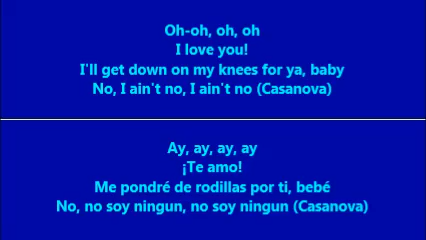 Oh-oh, oh, oh
I love you!
I'll get down on my knees for ya, baby
No, I ain't no, I ain't no (Casanova)
Ay, ay, ay, ay
¡Te amo!
Me pondré de rodillas por ti, bebé
No, no soy ningun, no soy ningun (Casanova)